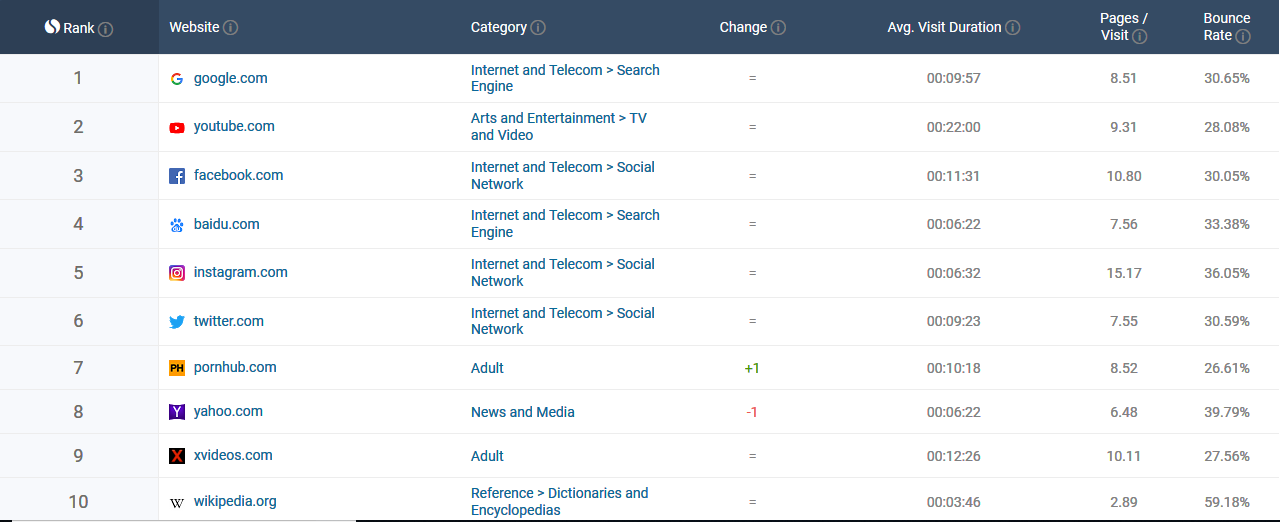 Rank Website Category Change Avg. Visit Duration Pages / Visit Bounce Rate
1 google.com Internet and Telecom > Search Engine = 00:09:57 8.51 30.65%
2 youtube.com Arts and Entertainment > TV and Video = 00:22:00 9.31 28.08%
3 facebook.com Internet and Telecom > Social Network = 00:11:31 10.80 30.05%
4 baidu.com Internet and Telecom > Search Engine = 00:06:22 7.56 33.38%
5 instagram.com Internet and Telecom > Social Network = 00:06:32 15.17 36.05%
6 twitter.com Internet and Telecom > Social Network = 00:09:23 7.55 30.59%
7 PH pornhub.com Adult +1 00:10:18 8.52 26.61%
8 Y yahoo.com News and Media -1 00:06:22 6.48 39.79%
9 X xvideos.com Adult = 00:12:26 10.11 27.56%
10 W wikipedia.org Reference > Dictionaries and Encyclopedias = 00:03:46 2.89 59.18%